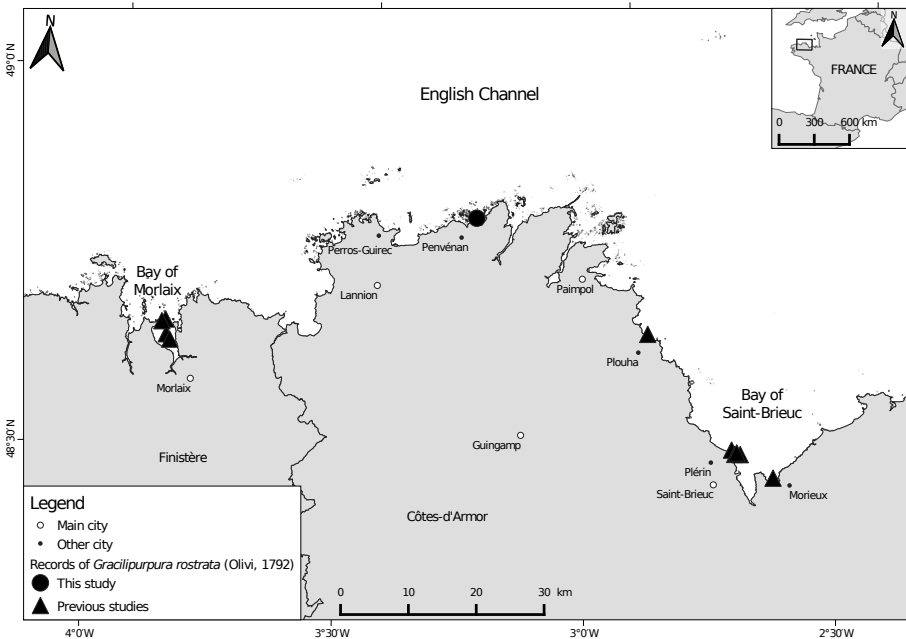 N
49°0'N
English Channel
N
FRANCE
0 300 600 km
Perros-Guirec
Penvénan
Bay of
Morlaix
Lannion
Paimpol
Plouha
Morlaix
Bay of
Saint-Brieuc
48°30'N
Guingamp
Finistère
Plérin
Saint-Brieuc
Morieux
Côtes-d'Armor
Legend
Main city
Other city
Records of Gracilipurpura rostrata (Olivi, 1792)
This study
Previous studies
0 10 20 30 km
4°0'W 3°30'W 3°0'W 2°30'W